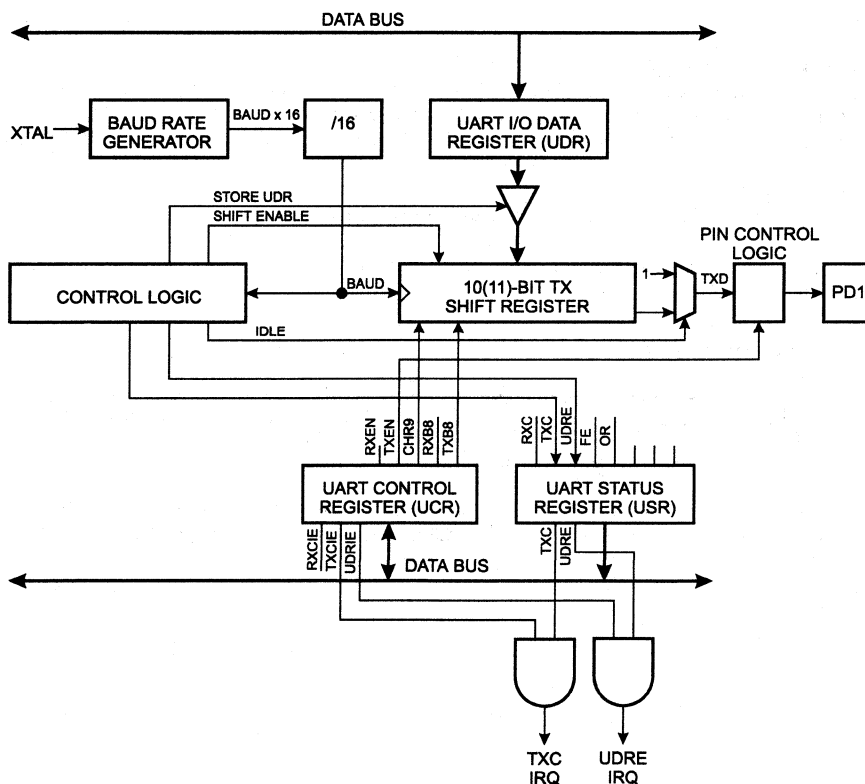 DATA BUS
XTAL
BAUD RATE
GENERATOR
BAUD x 16
/16
UART I/O DATA
REGISTER (UDR)
STORE UDR
SHIFT ENABLE
PIN CONTROL
LOGIC
CONTROL LOGIC
BAUD
10(11)-BIT TX
SHIFT REGISTER
1
TXD
PD1
IDLE
RXEN
TXEN
CHR9
RXB8
TXB8
RXC
TXC
UDRE
FE
OR
UART CONTROL
REGISTER (UCR)
UART STATUS
REGISTER (USR)
RXCIE
TXCIE
UDRIE
TXC
UDRE
DATA BUS
TXC
IRQ
UDRE
IRQ